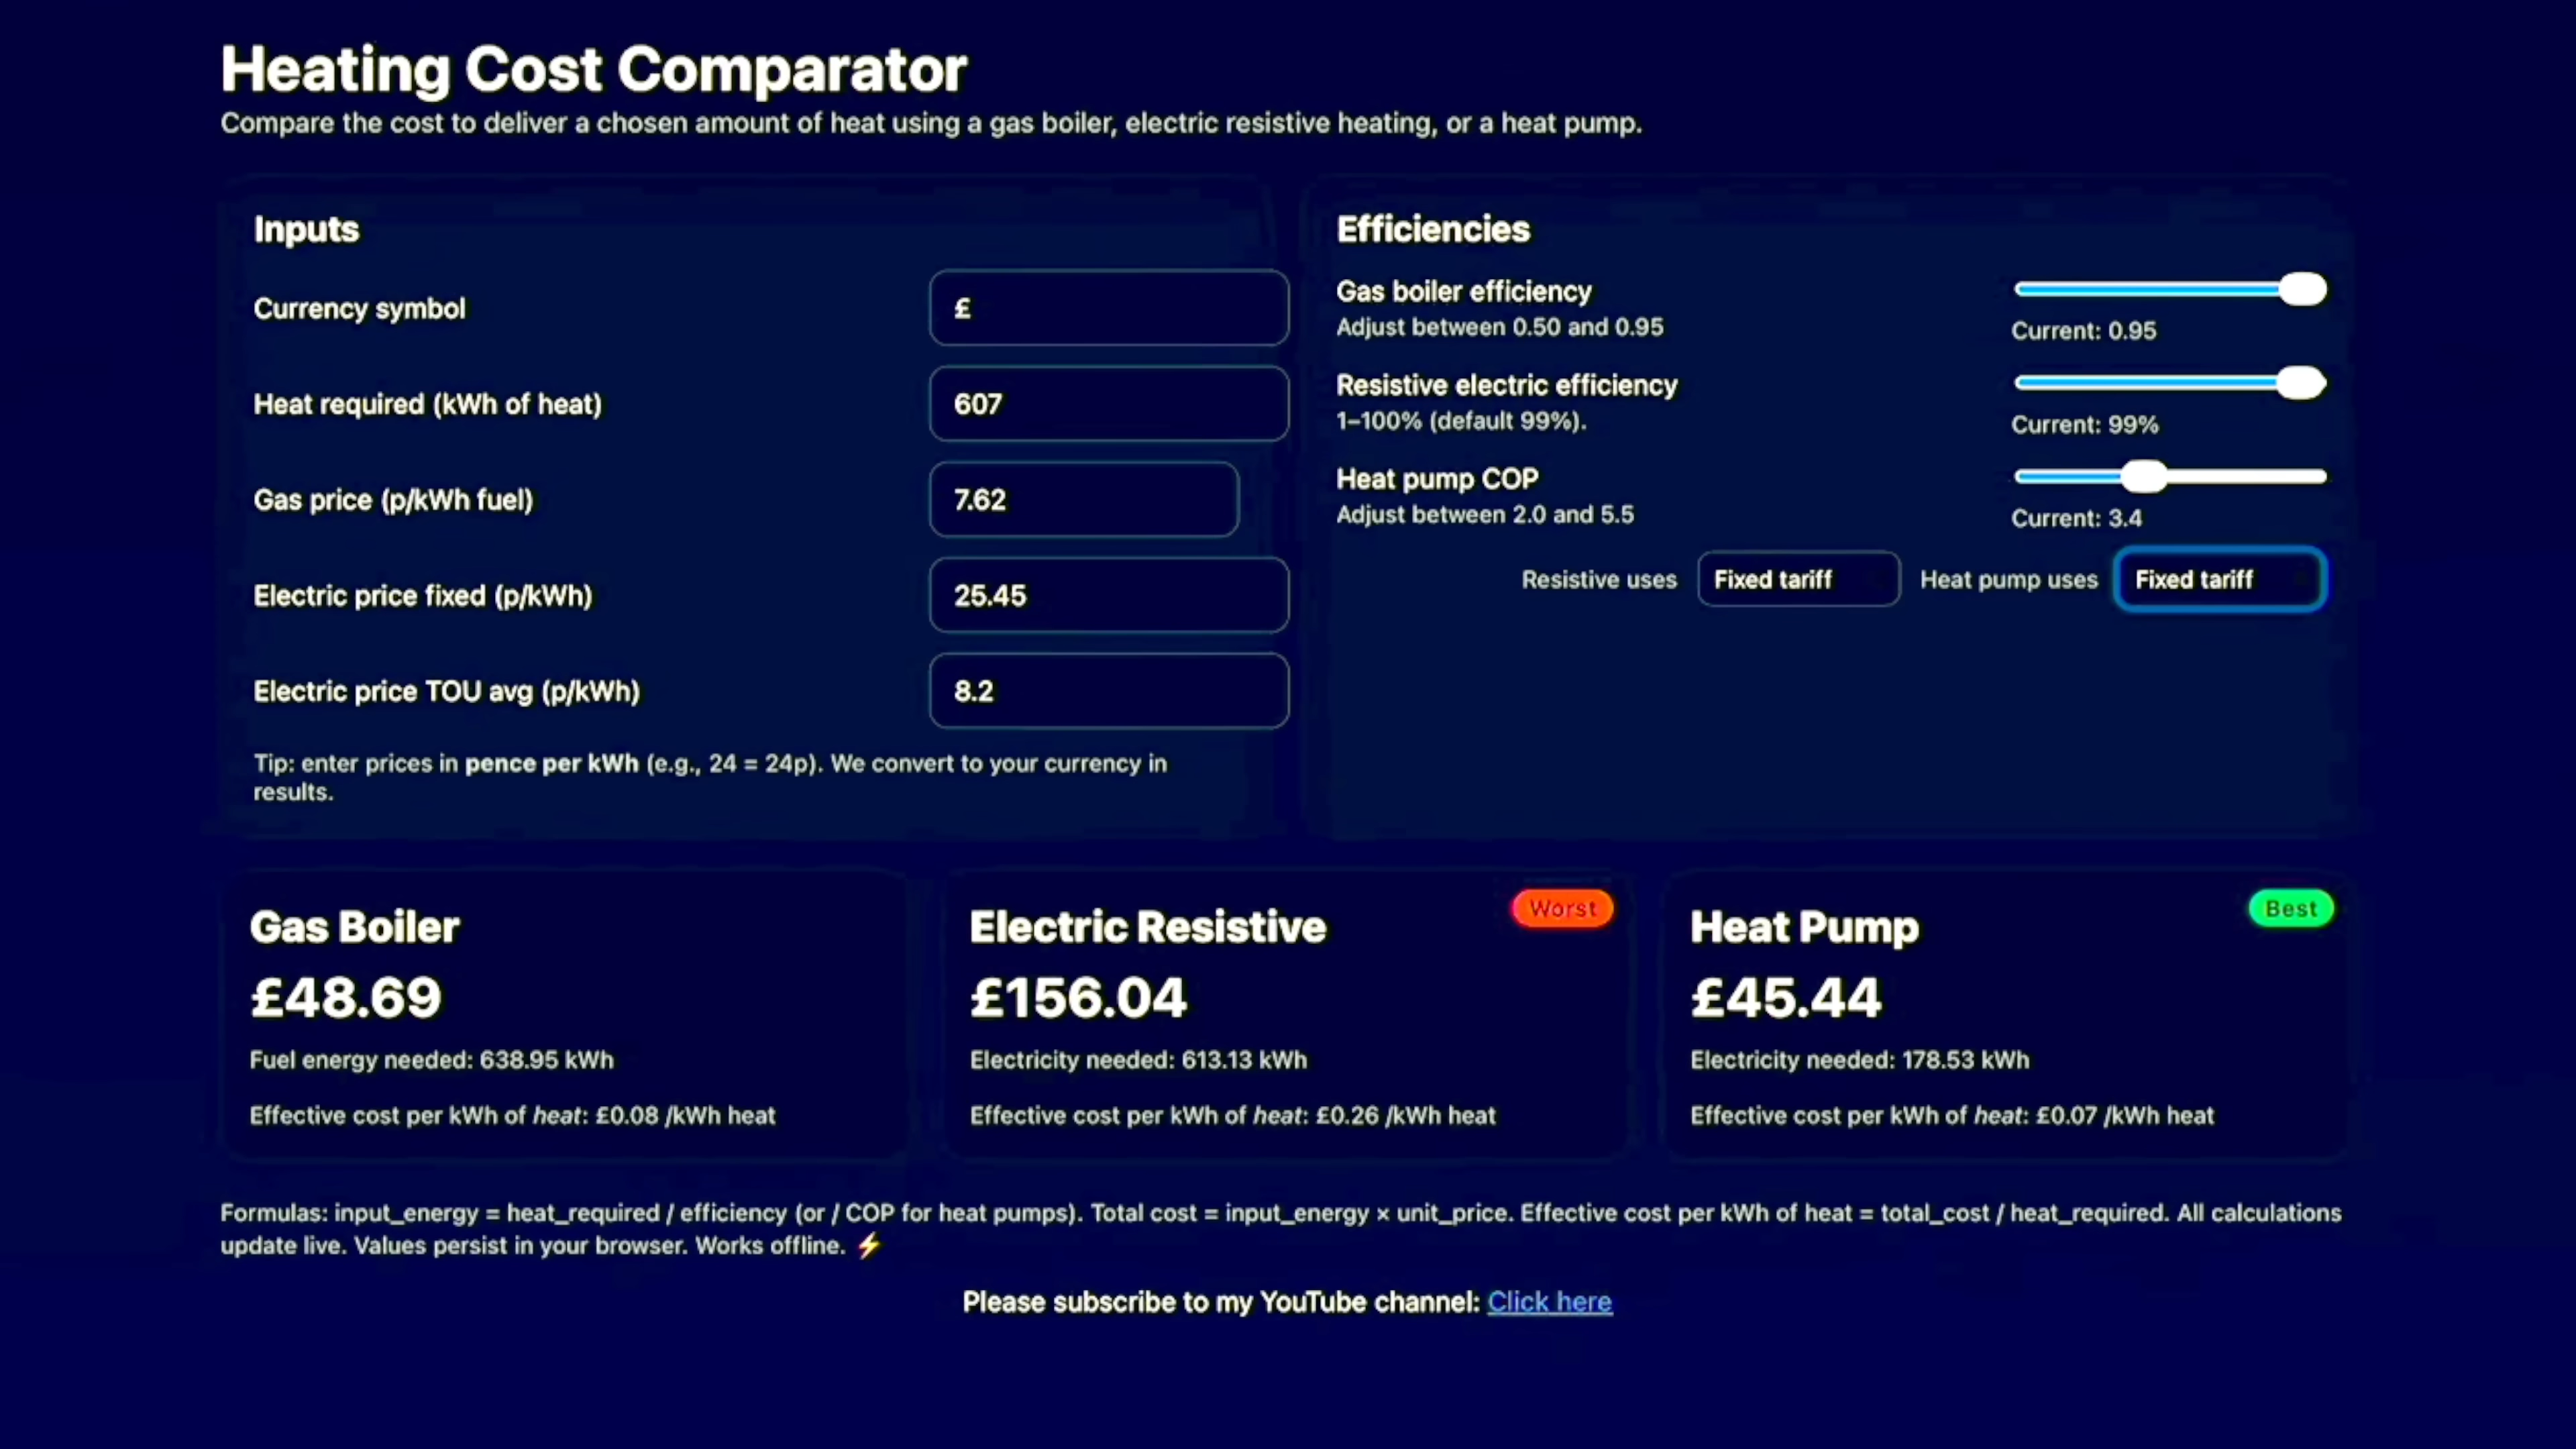 Heating Cost Comparator
Compare the cost to deliver a chosen amount of heat using a gas boiler, electric resistive heating, or a heat pump.
Inputs
Currency symbol
£
Heat required (kWh of heat)
607
Gas price (p/kWh fuel)
7.62
Electric price fixed (p/kWh)
25.45
Electric price TOU avg (p/kWh)
8.2
Tip: enter prices in pence per kWh (e.g., 24 = 24p). We convert to your currency in
results.
Efficiencies
Gas boiler efficiency
Adjust between 0.50 and 0.95
Current: 0.95
Resistive electric efficiency
1–100% (default 99%).
Current: 99%
Heat pump COP
Adjust between 2.0 and 5.5
Current: 3.4
Resistive uses Fixed tariff Heat pump uses Fixed tariff
Gas Boiler
£48.69
Fuel energy needed: 638.95 kWh
Effective cost per kWh of heat: £0.08 /kWh heat
Worst
Electric Resistive
£156.04
Electricity needed: 613.13 kWh
Effective cost per kWh of heat: £0.26 /kWh heat
Best
Heat Pump
£45.44
Electricity needed: 178.53 kWh
Effective cost per kWh of heat: £0.07 /kWh heat
Formulas: input_energy = heat_required / efficiency (or / COP for heat pumps). Total cost = input_energy × unit_price. Effective cost per kWh of heat = total_cost / heat_required. All calculations
update live. Values persist in your browser. Works offline. ⚡
Please subscribe to my YouTube channel: Click here